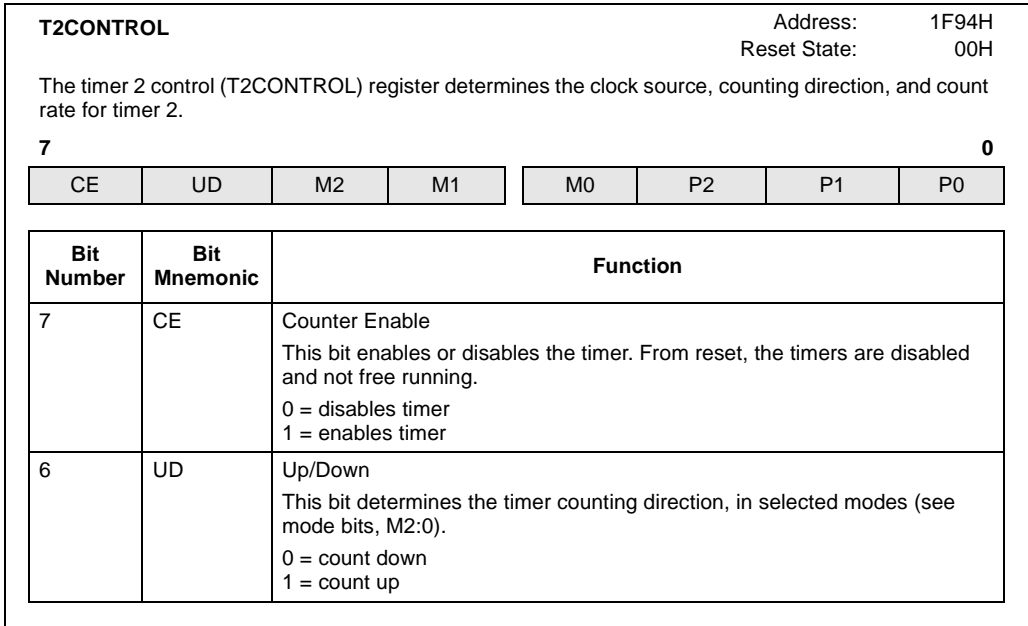 T2CONTROL
Address: 1F94H
Reset State: 00H
The timer 2 control (T2CONTROL) register determines the clock source, counting direction, and count
rate for timer 2.
7 0
CE UD M2 M1 M0 P2 P1 P0
Bit Number Bit Mnemonic Function
7 CE Counter Enable
This bit enables or disables the timer. From reset, the timers are disabled
and not free running.
0 = disables timer
1 = enables timer
6 UD Up/Down
This bit determines the timer counting direction, in selected modes (see
mode bits, M2:0).
0 = count down
1 = count up